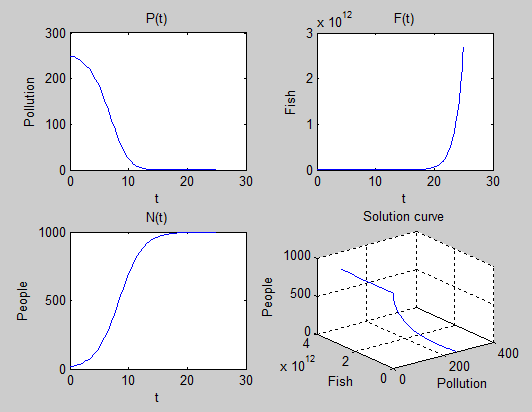 P(t)
300
200
100
0
Pollution
0 10 20 30
t
F(t)
x 10^12
3
2
1
0
Fish
0 10 20 30
t
N(t)
1000
500
0
People
0 10 20 30
t
Solution curve
1000
500
0
People
4
2
0
x 10^12
Fish
0
200
400
Pollution